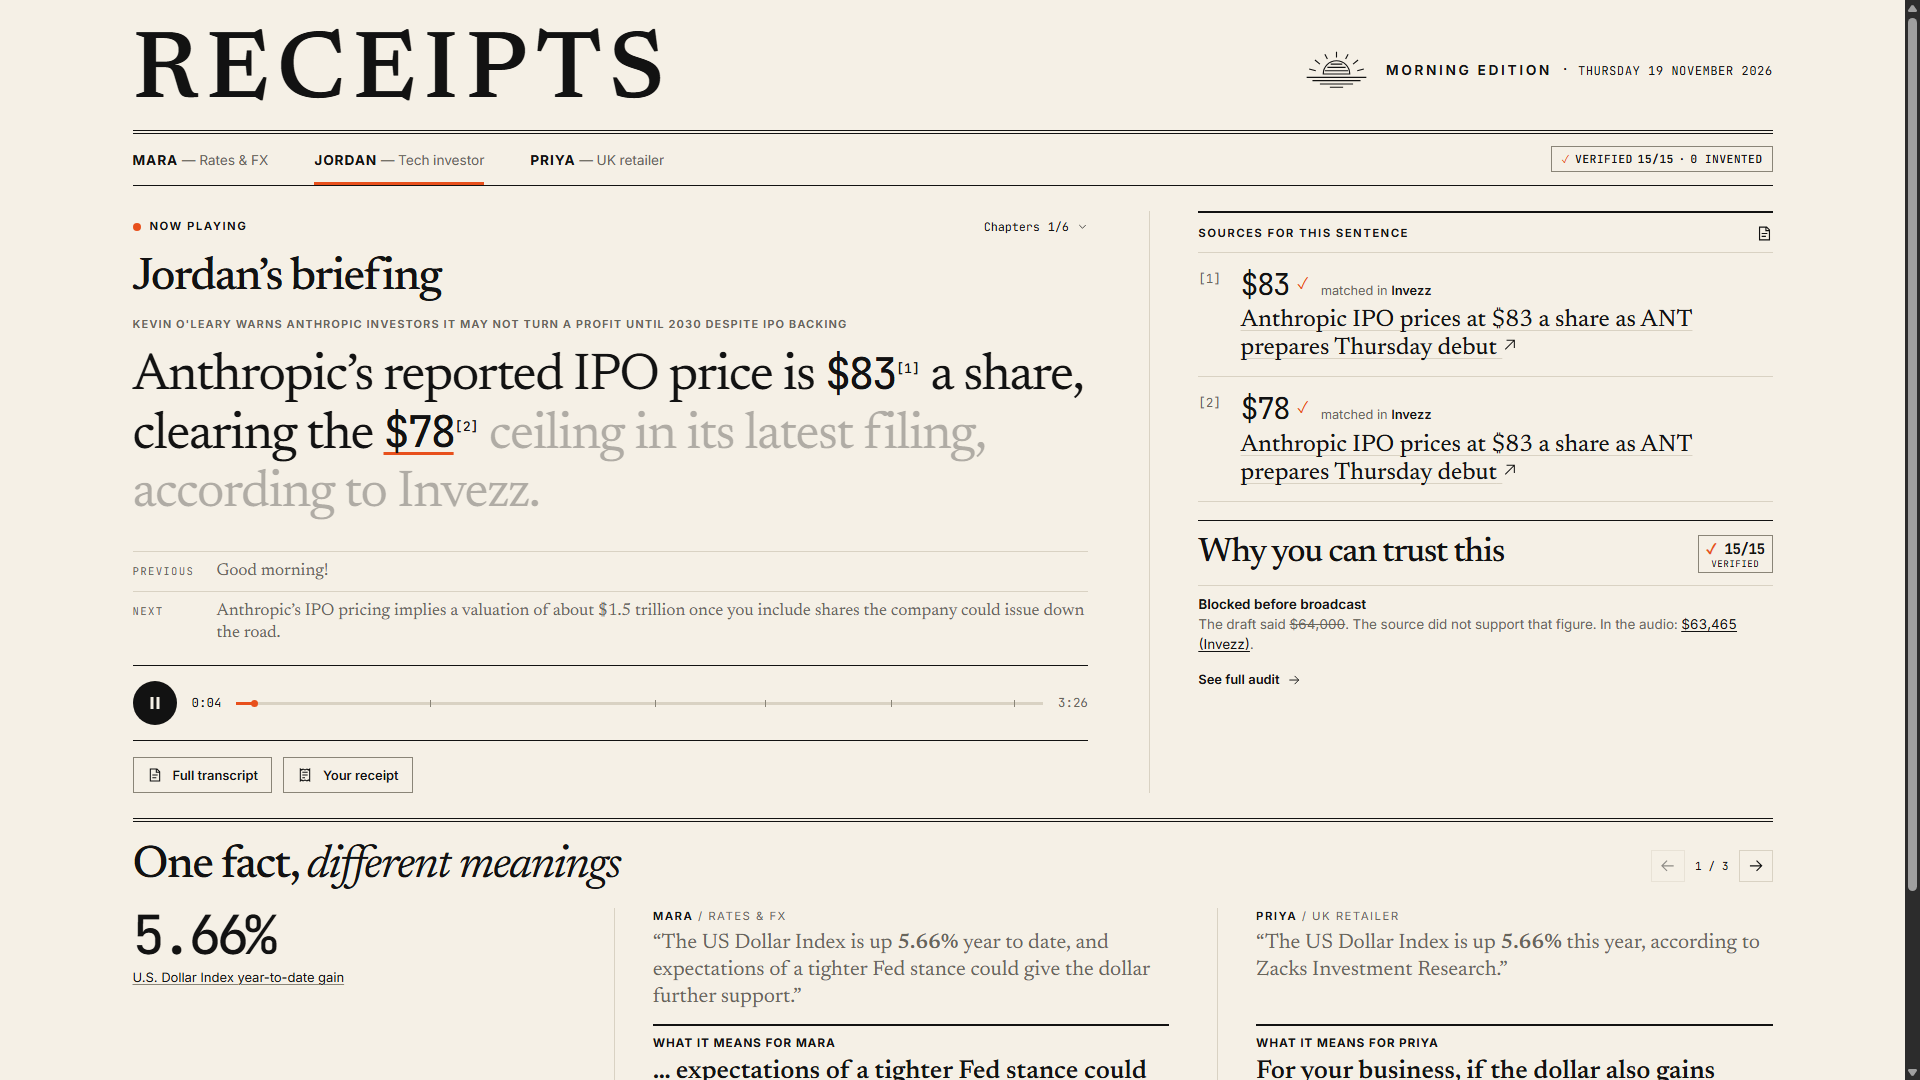 RECEIPTS
MORNING EDITION · THURSDAY 19 NOVEMBER 2026
MARA — Rates & FX
JORDAN — Tech investor
PRIYA — UK retailer
✓ VERIFIED 15/15 · 0 INVENTED
NOW PLAYING
Chapters 1/6
Jordan’s briefing
KEVIN O'LEARY WARNS ANTHROPIC INVESTORS IT MAY NOT TURN A PROFIT UNTIL 2030 DESPITE IPO BACKING
Anthropic’s reported IPO price is $83[1] a share,
clearing the $78[2] ceiling in its latest filing,
according to Invezz.
PREVIOUS Good morning!
NEXT Anthropic’s IPO pricing implies a valuation of about $1.5 trillion once you include shares the company could issue down
the road.
0:04
3:26
Full transcript
Your receipt
SOURCES FOR THIS SENTENCE
[1] $83 ✓ matched in Invezz
Anthropic IPO prices at $83 a share as ANT
prepares Thursday debut ↗
[2] $78 ✓ matched in Invezz
Anthropic IPO prices at $83 a share as ANT
prepares Thursday debut ↗
Why you can trust this
✓ 15/15
VERIFIED
Blocked before broadcast
The draft said $64,000. The source did not support that figure. In the audio: $63,465
(Invezz).
See full audit →
One fact, different meanings
← 1 / 3 →
5.66%
U.S. Dollar Index year-to-date gain
MARA / RATES & FX
“The US Dollar Index is up 5.66% year to date, and
expectations of a tighter Fed stance could give the dollar
further support.”
WHAT IT MEANS FOR MARA
... expectations of a tighter Fed stance could
PRIYA / UK RETAILER
“The US Dollar Index is up 5.66% this year, according to
Zacks Investment Research.”
WHAT IT MEANS FOR PRIYA
For your business, if the dollar also gains